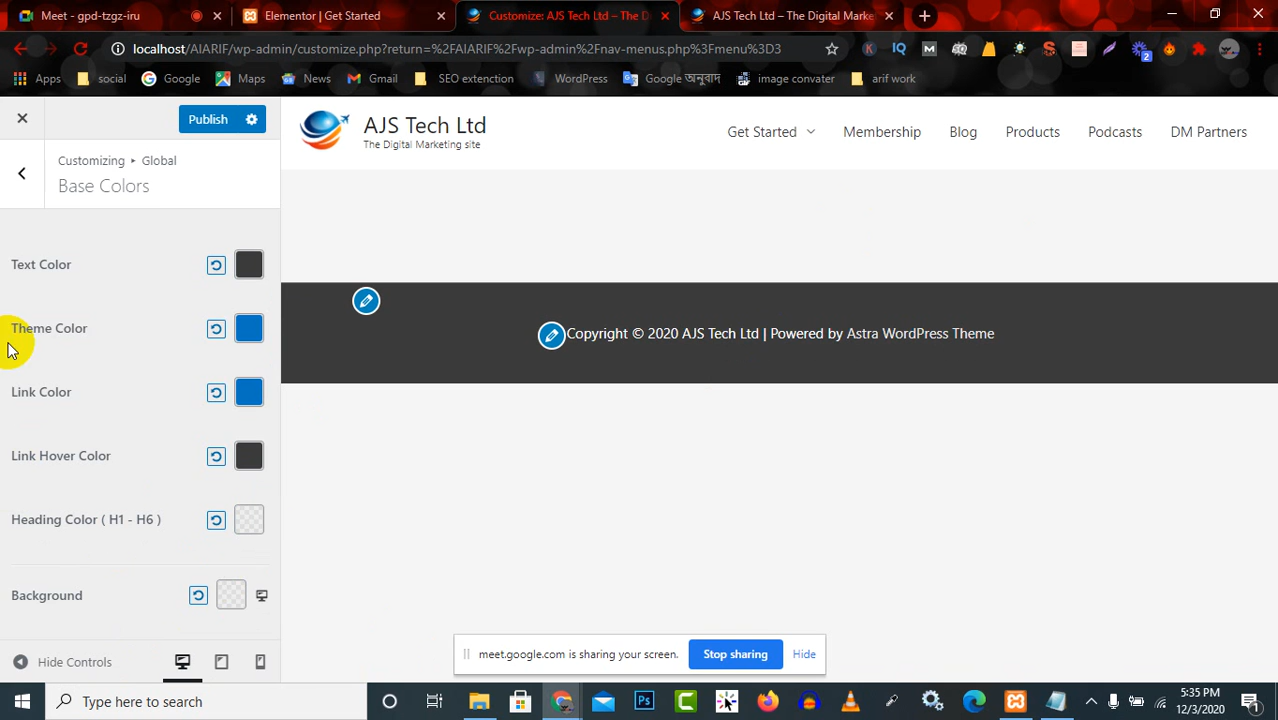 Meet - gpd-tzgz-iru
Elementor | Get Started
Customize: AJS Tech Ltd – The D
AJS Tech Ltd – The Digital Marke
localhost/AIARIF/wp-admin/customize.php?return=%2FAIARIF%2Fwp-admin%2Fnav-menus.php%3Fmenu%3D3
Apps
social
Google
Maps
News
Gmail
SEO extenction
WordPress
Google অনুবাদ
image convater
arif work
Publish
Customizing ▸ Global
Base Colors
AJS Tech Ltd
The Digital Marketing site
Get Started
Membership
Blog
Products
Podcasts
DM Partners
Text Color
Theme Color
Link Color
Link Hover Color
Heading Color ( H1 - H6 )
Background
Copyright © 2020 AJS Tech Ltd | Powered by Astra WordPress Theme
Hide Controls
meet.google.com is sharing your screen.
Stop sharing
Hide
Type here to search
5:35 PM
12/3/2020